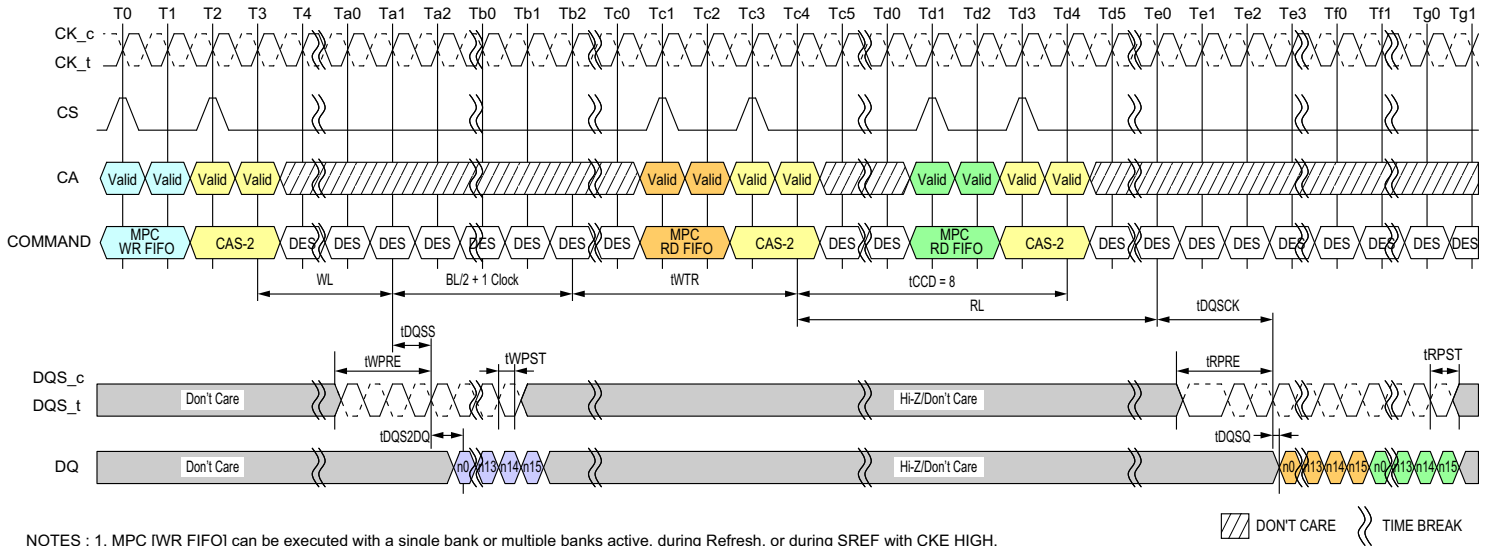 T0 T1 T2 T3 T4 Ta0 Ta1 Ta2 Tb0 Tb1 Tb2 Tc0 Tc1 Tc2 Tc3 Tc4 Tc5 Td0 Td1 Td2 Td3 Td4 Td5 Te0 Te1 Te2 Te3 Tf0 Tf1 Tg0 Tg1
CK_c
CK_t
CS
CA Valid Valid Valid Valid Valid Valid Valid Valid Valid Valid Valid Valid
COMMAND MPC WR FIFO CAS-2 DES DES DES DES DES DES DES DES MPC RD FIFO CAS-2 DES DES MPC RD FIFO CAS-2 DES DES DES DES DES DES DES DES DES
WL BL/2 + 1 Clock tWTR tCCD = 8
RL tDQSCK
tDQSS
tWPRE tWPST tRPRE tRPST
DQS_c
DQS_t Don't Care Hi-Z/Don't Care
tDQS2DQ tDQSQ
DQ Don't Care n0 n13 n14 n15 Hi-Z/Don't Care n0 n13 n14 n15 n0 n13 n14 n15
DON'T CARE TIME BREAK
NOTES : 1. MPC [WR FIFO] can be executed with a single bank or multiple banks active, during Refresh, or during SREF with CKE HIGH.